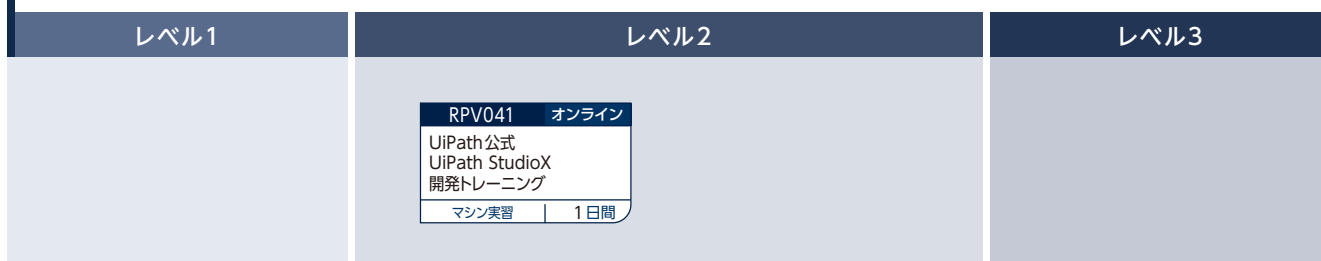 レベル1
レベル2
レベル3
RPV041 オンライン
UiPath公式
UiPath StudioX
開発トレーニング
マシン実習 1日間